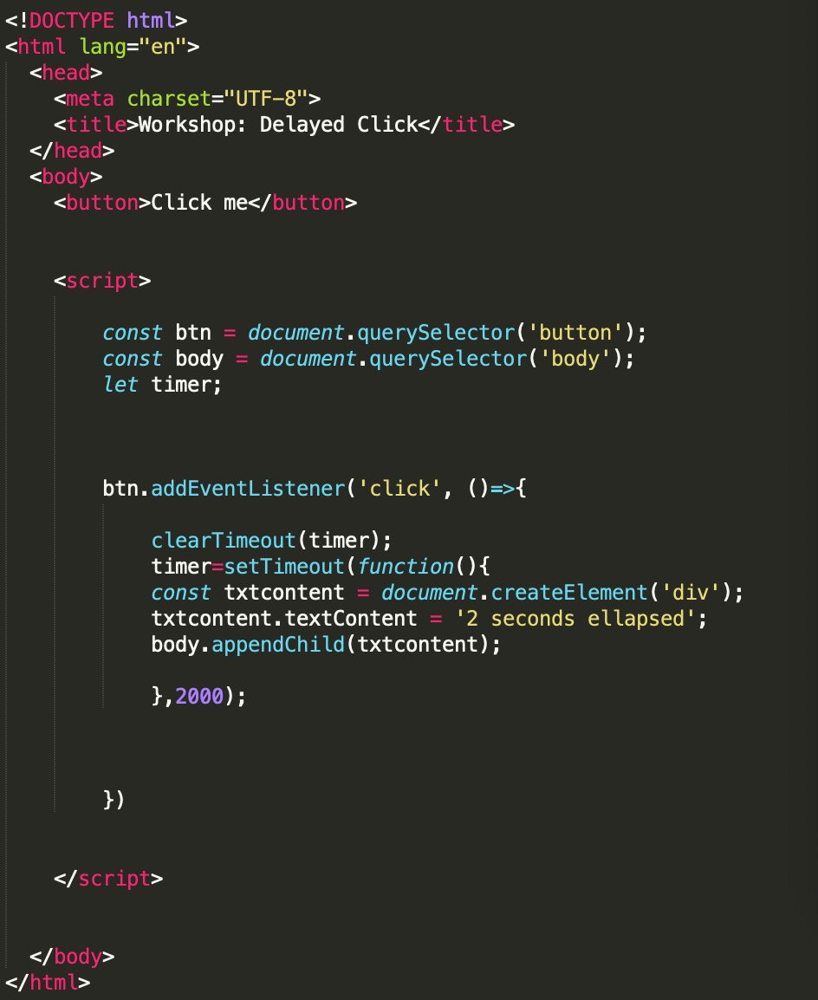 <!DOCTYPE html>
<html lang="en">
<head>
<meta charset="UTF-8">
<title>Workshop: Delayed Click</title>
</head>
<body>
<button>Click me</button>
<script>
const btn = document.querySelector('button');
const body = document.querySelector('body');
let timer;
btn.addEventListener('click', ()=>{
clearTimeout(timer);
timer=setTimeout(function(){
const txtcontent = document.createElement('div');
txtcontent.textContent = '2 seconds ellapsed';
body.appendChild(txtcontent);
},2000);
})
</script>
</body>
</html>